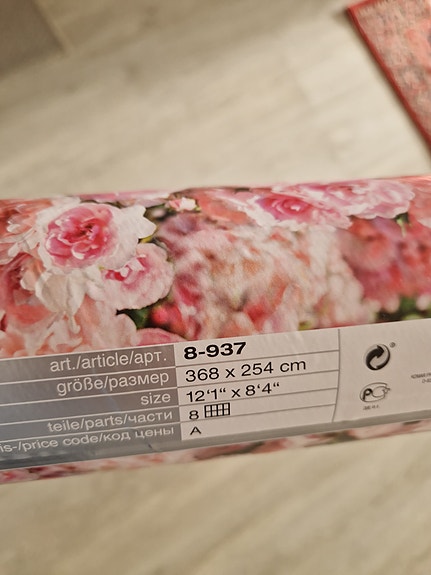 art./article/арт. 8-937
größe/размер 368 x 254 cm
size 12'1" x 8'4"
teile/parts/части 8
is-/price code/код цены A